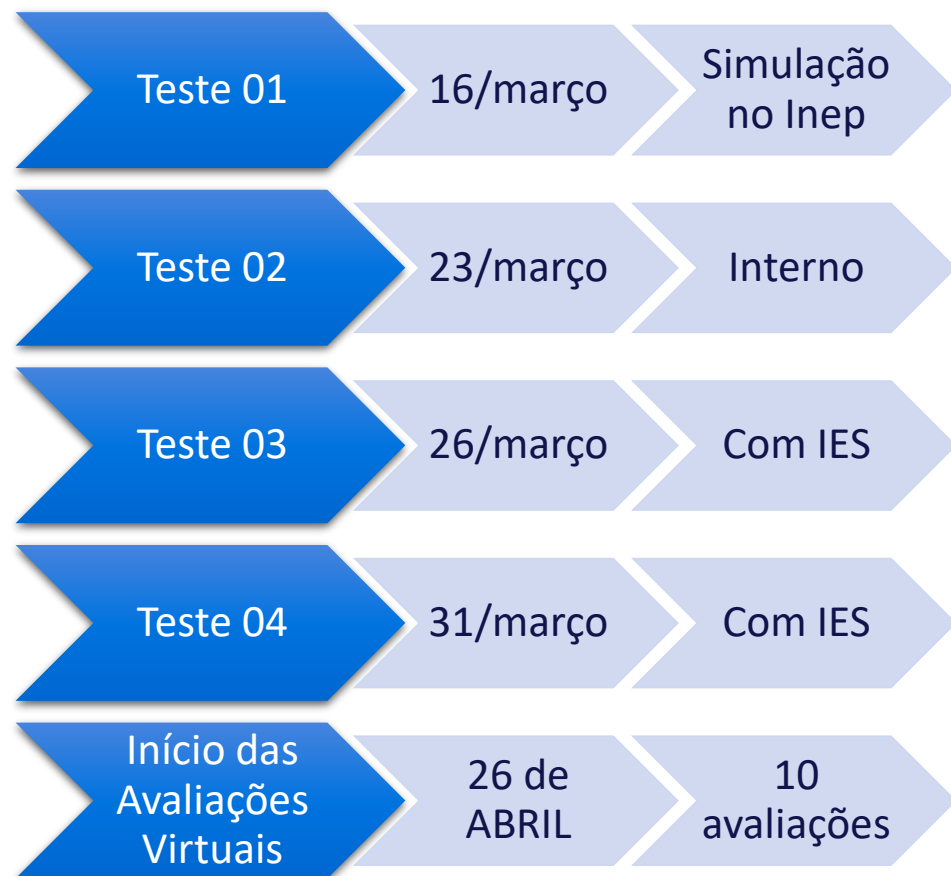 Teste 01
16/março
Simulação
no Inep
Teste 02
23/março
Interno
Teste 03
26/março
Com IES
Teste 04
31/março
Com IES
Início das
Avaliações
Virtuais
26 de
ABRIL
10
avaliações